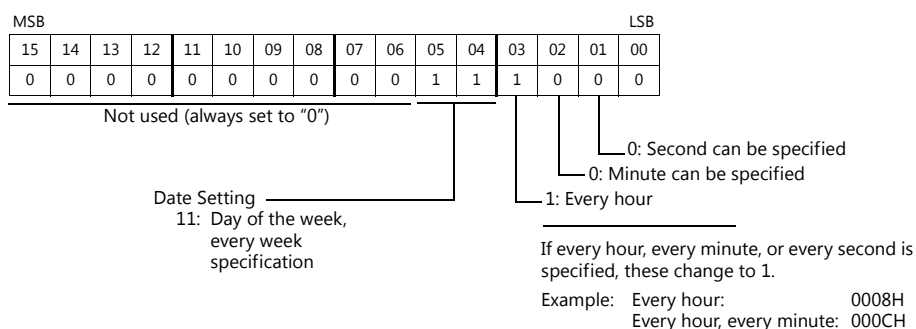 MSB LSB
15 14 13 12 11 10 09 08 07 06 05 04 03 02 01 00
0 0 0 0 0 0 0 0 0 0 1 1 1 0 0 0
Not used (always set to "0")
0: Second can be specified
0: Minute can be specified
1: Every hour
Date Setting
11: Day of the week,
every week
specification
If every hour, every minute, or every second is
specified, these change to 1.
Example: Every hour: 0008H
Every hour, every minute: 000CH